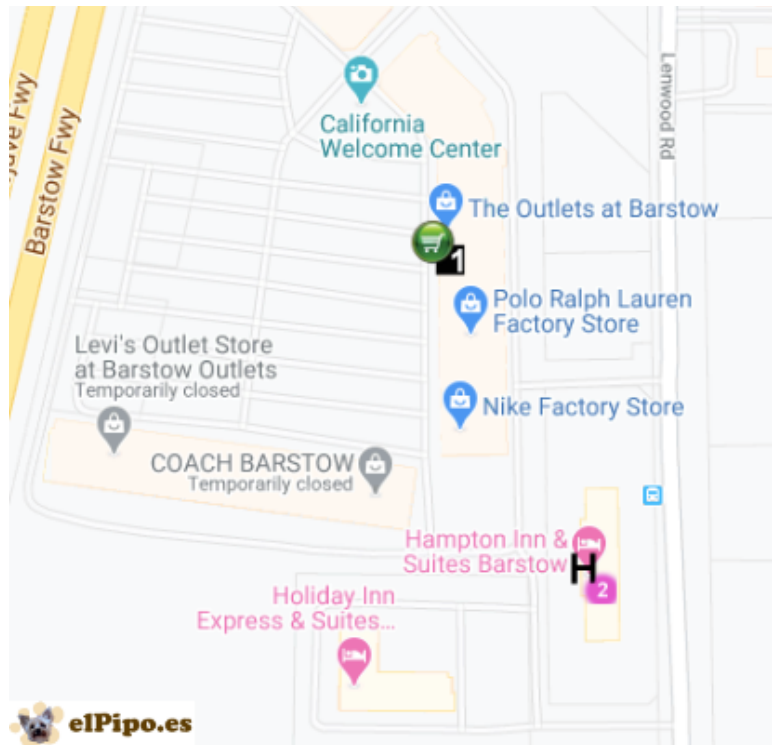 Mojave Fwy
Barstow Fwy
Lenwood Rd
California
Welcome Center
The Outlets at Barstow
1
Polo Ralph Lauren
Factory Store
Levi's Outlet Store
at Barstow Outlets
Temporarily closed
Nike Factory Store
COACH BARSTOW
Temporarily closed
Hampton Inn &
Suites Barstow
H
2
Holiday Inn
Express & Suites...
elPipo.es